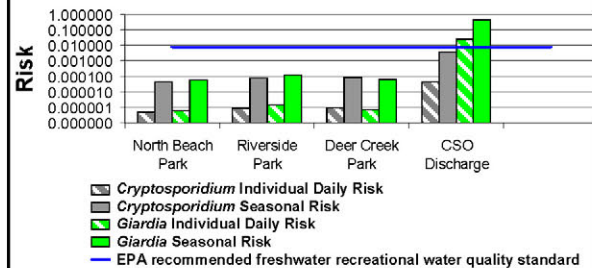 1.000000
0.100000
0.010000
0.001000
0.000100
0.000010
0.000001
0.000000
Risk
North Beach Park
Riverside Park
Deer Creek Park
CSO Discharge
Cryptosporidium Individual Daily Risk
Cryptosporidium Seasonal Risk
Giardia Individual Daily Risk
Giardia Seasonal Risk
EPA recommended freshwater recreational water quality standard